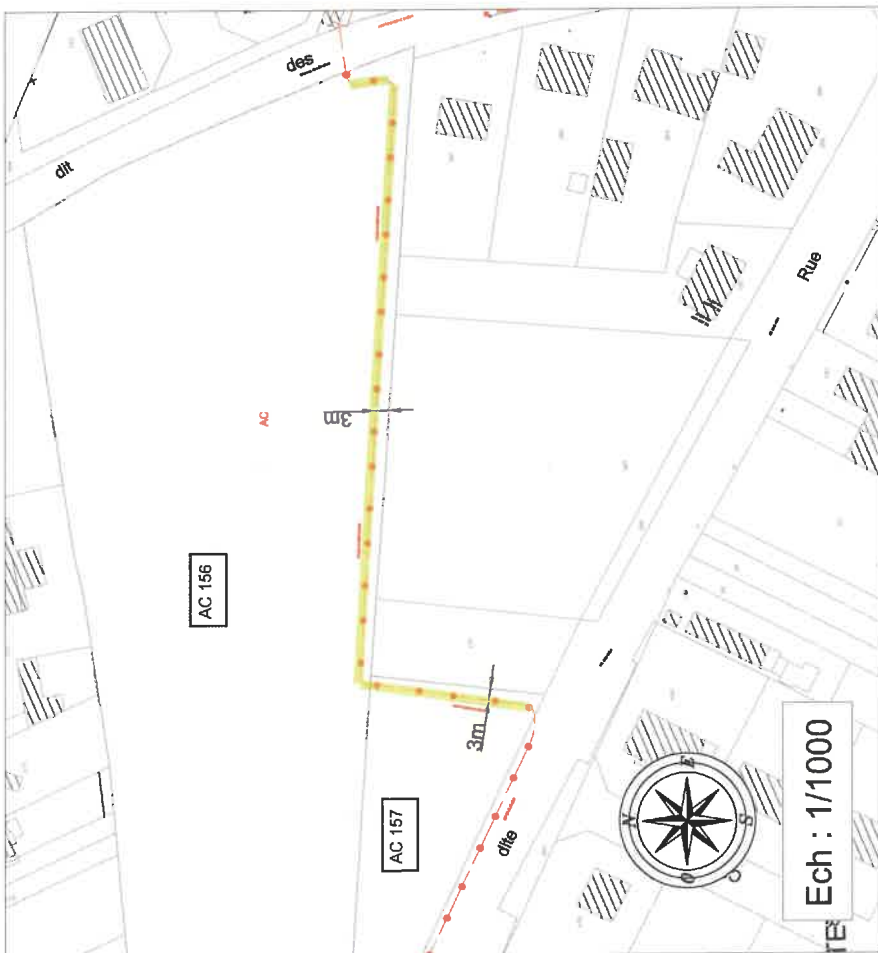 des
dit
Rue
3m
AC
AC 156
3m
AC 157
dite
N
E
S
O
Ech : 1/1000